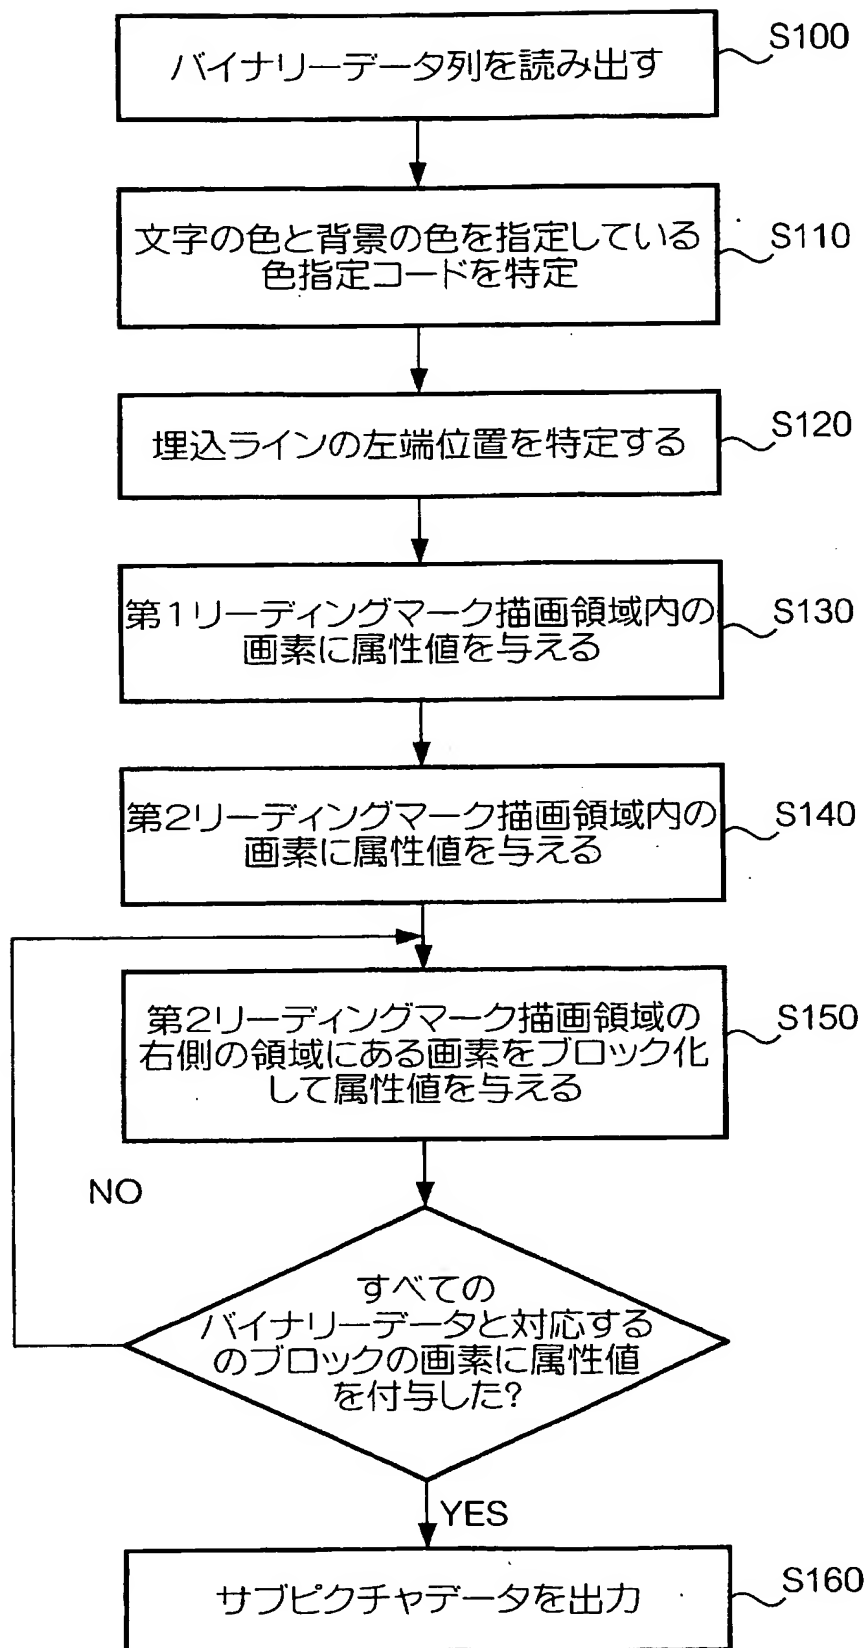 バイナリーデータ列を読み出す
S100
文字の色と背景の色を指定している
色指定コードを特定
S110
埋込ラインの左端位置を特定する
S120
第1リーディングマーク描画領域内の
画素に属性値を与える
S130
第2リーディングマーク描画領域内の
画素に属性値を与える
S140
第2リーディングマーク描画領域の
右側の領域にある画素をブロック化
して属性値を与える
S150
NO
すべての
バイナリーデータと対応する
のブロックの画素に属性値
を付与した?
YES
サブピクチャデータを出力
S160